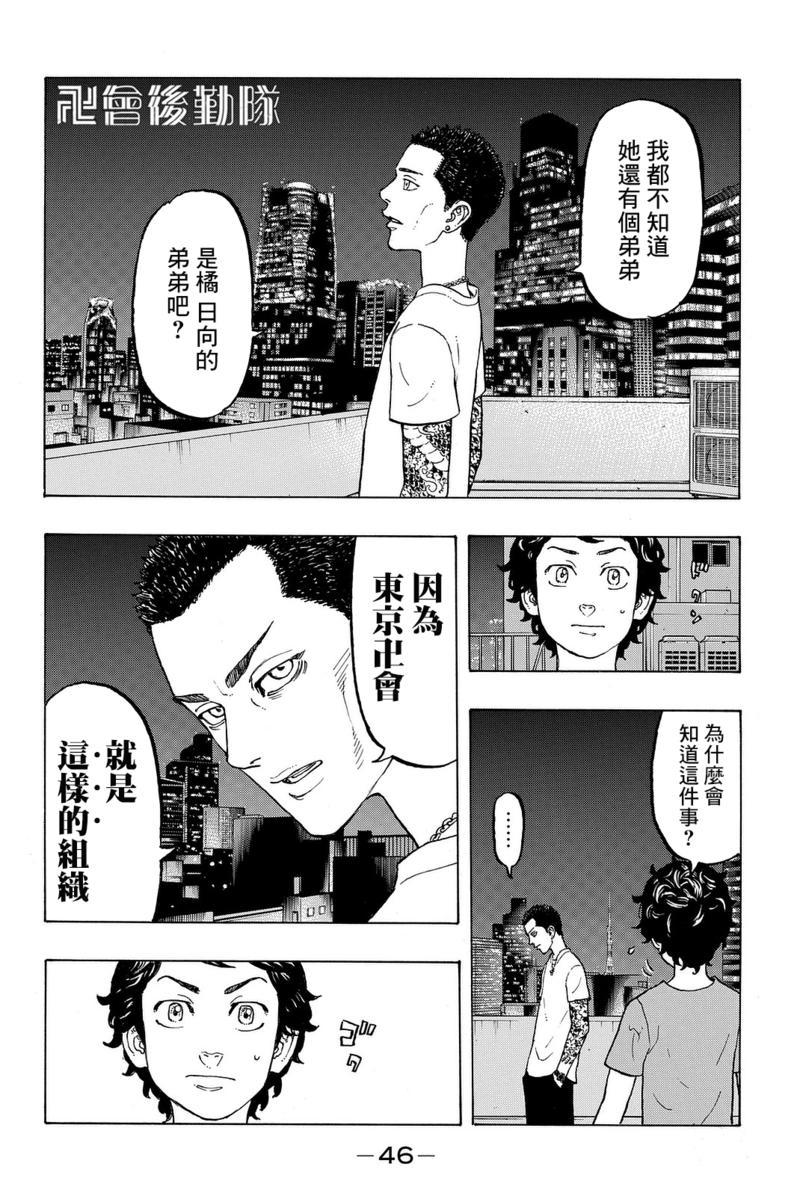 卍會後勤隊
我都不知道
她還有個弟弟
是橘 日向的
弟弟吧？
為什麼會
知道這件事？
……
因為
東京卍會
就是
這樣的組織
ゴク
—46—